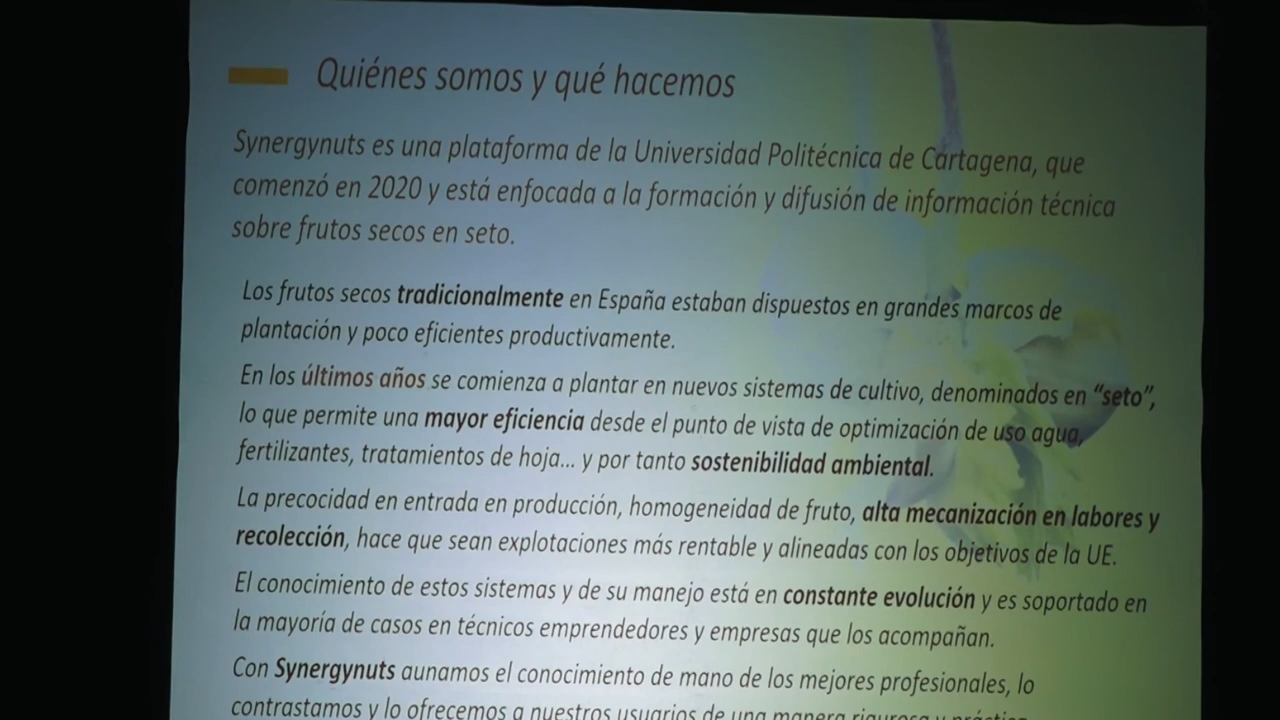 Quiénes somos y qué hacemos
Synergynuts es una plataforma de la Universidad Politécnica de Cartagena, que
comenzó en 2020 y está enfocada a la formación y difusión de información técnica
sobre frutos secos en seto.
Los frutos secos tradicionalmente en España estaban dispuestos en grandes marcos de
plantación y poco eficientes productivamente.
En los últimos años se comienza a plantar en nuevos sistemas de cultivo, denominados en “seto”,
lo que permite una mayor eficiencia desde el punto de vista de optimización de uso agua,
fertilizantes, tratamientos de hoja... y por tanto sostenibilidad ambiental.
La precocidad en entrada en producción, homogeneidad de fruto, alta mecanización en labores y
recolección, hace que sean explotaciones más rentable y alineadas con los objetivos de la UE.
El conocimiento de estos sistemas y de su manejo está en constante evolución y es soportado en
la mayoría de casos en técnicos emprendedores y empresas que los acompañan.
Con Synergynuts aunamos el conocimiento de mano de los mejores profesionales, lo
contrastamos y lo ofrecemos a nuestros usuarios de una manera rigurosa y práctica